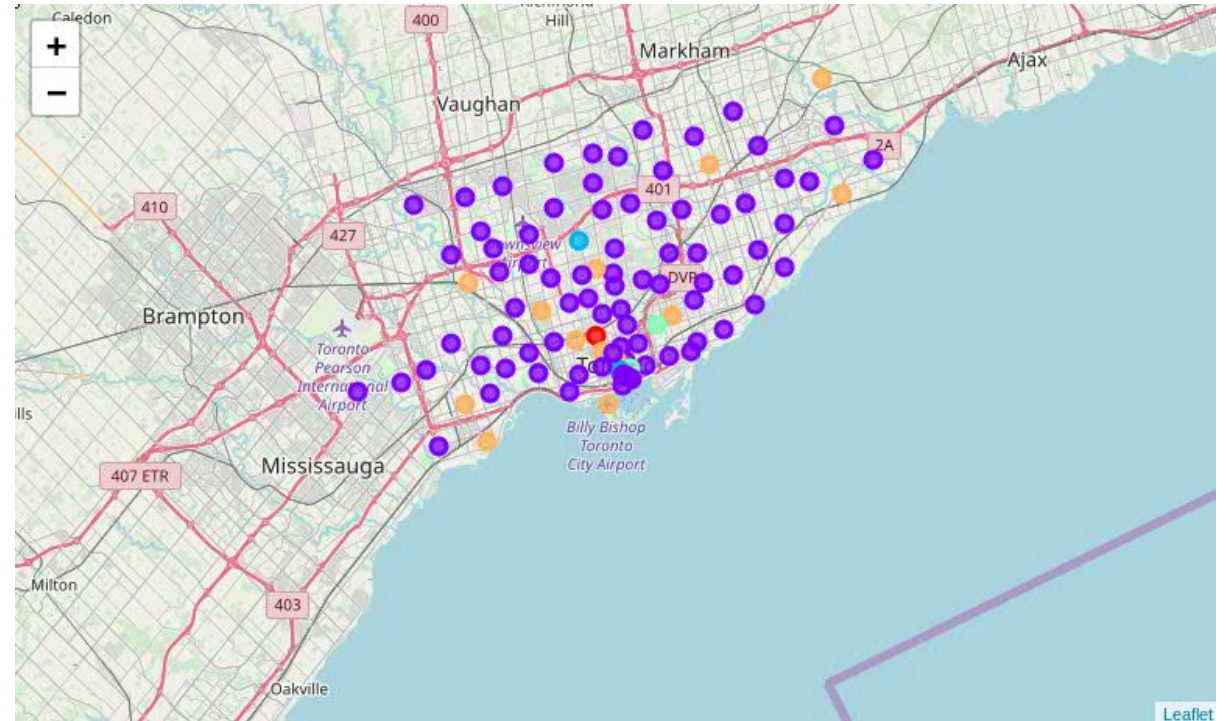 Caledon
400
Hill
+
−
Markham
Ajax
Vaughan
2A
401
410
427
DVP
Brampton
Toronto
Pearson
International
Airport
Billy Bishop
Toronto
City Airport
Mississauga
407 ETR
Milton
403
Oakville
Leaflet